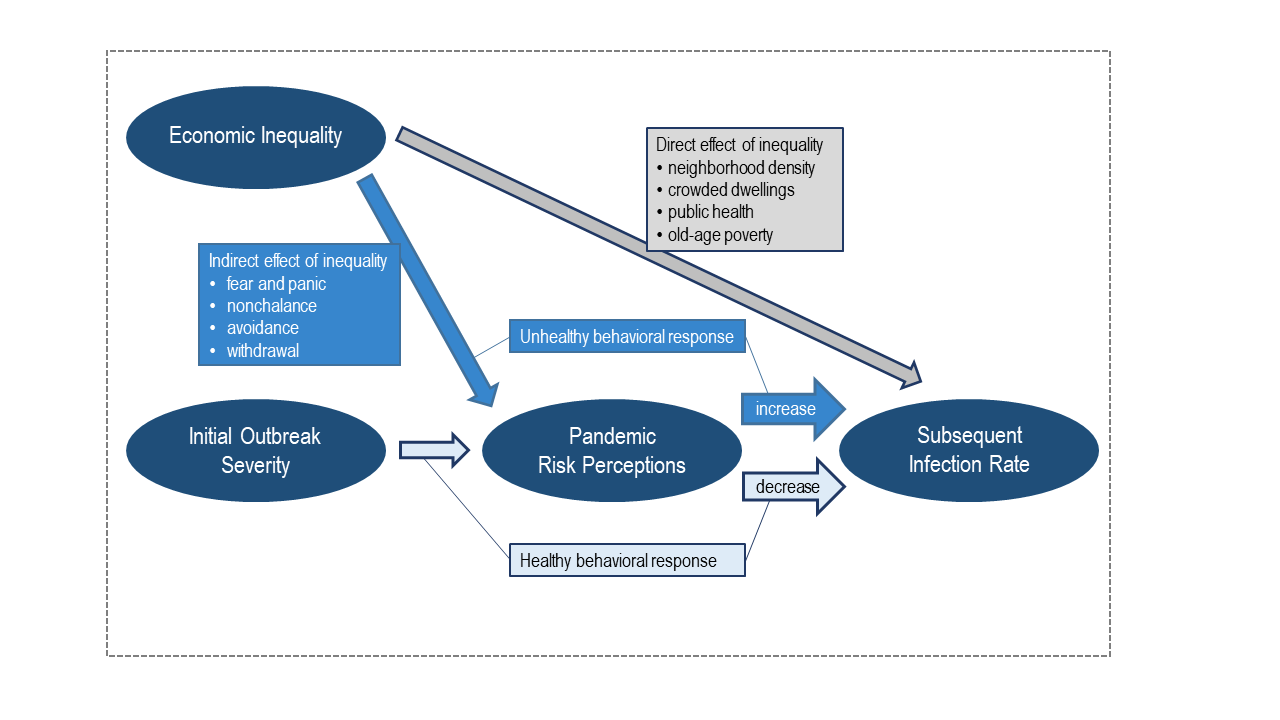 Economic Inequality
Direct effect of inequality
• neighborhood density
• crowded dwellings
• public health
• old-age poverty
Indirect effect of inequality
• fear and panic
• nonchalance
• avoidance
• withdrawal
Unhealthy behavioral response
increase
Initial Outbreak
Severity
Pandemic
Risk Perceptions
Subsequent
Infection Rate
decrease
Healthy behavioral response